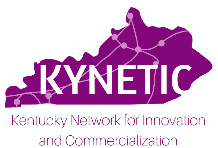 KYNETIC
Kentucky Network for Innovation
and Commercialization